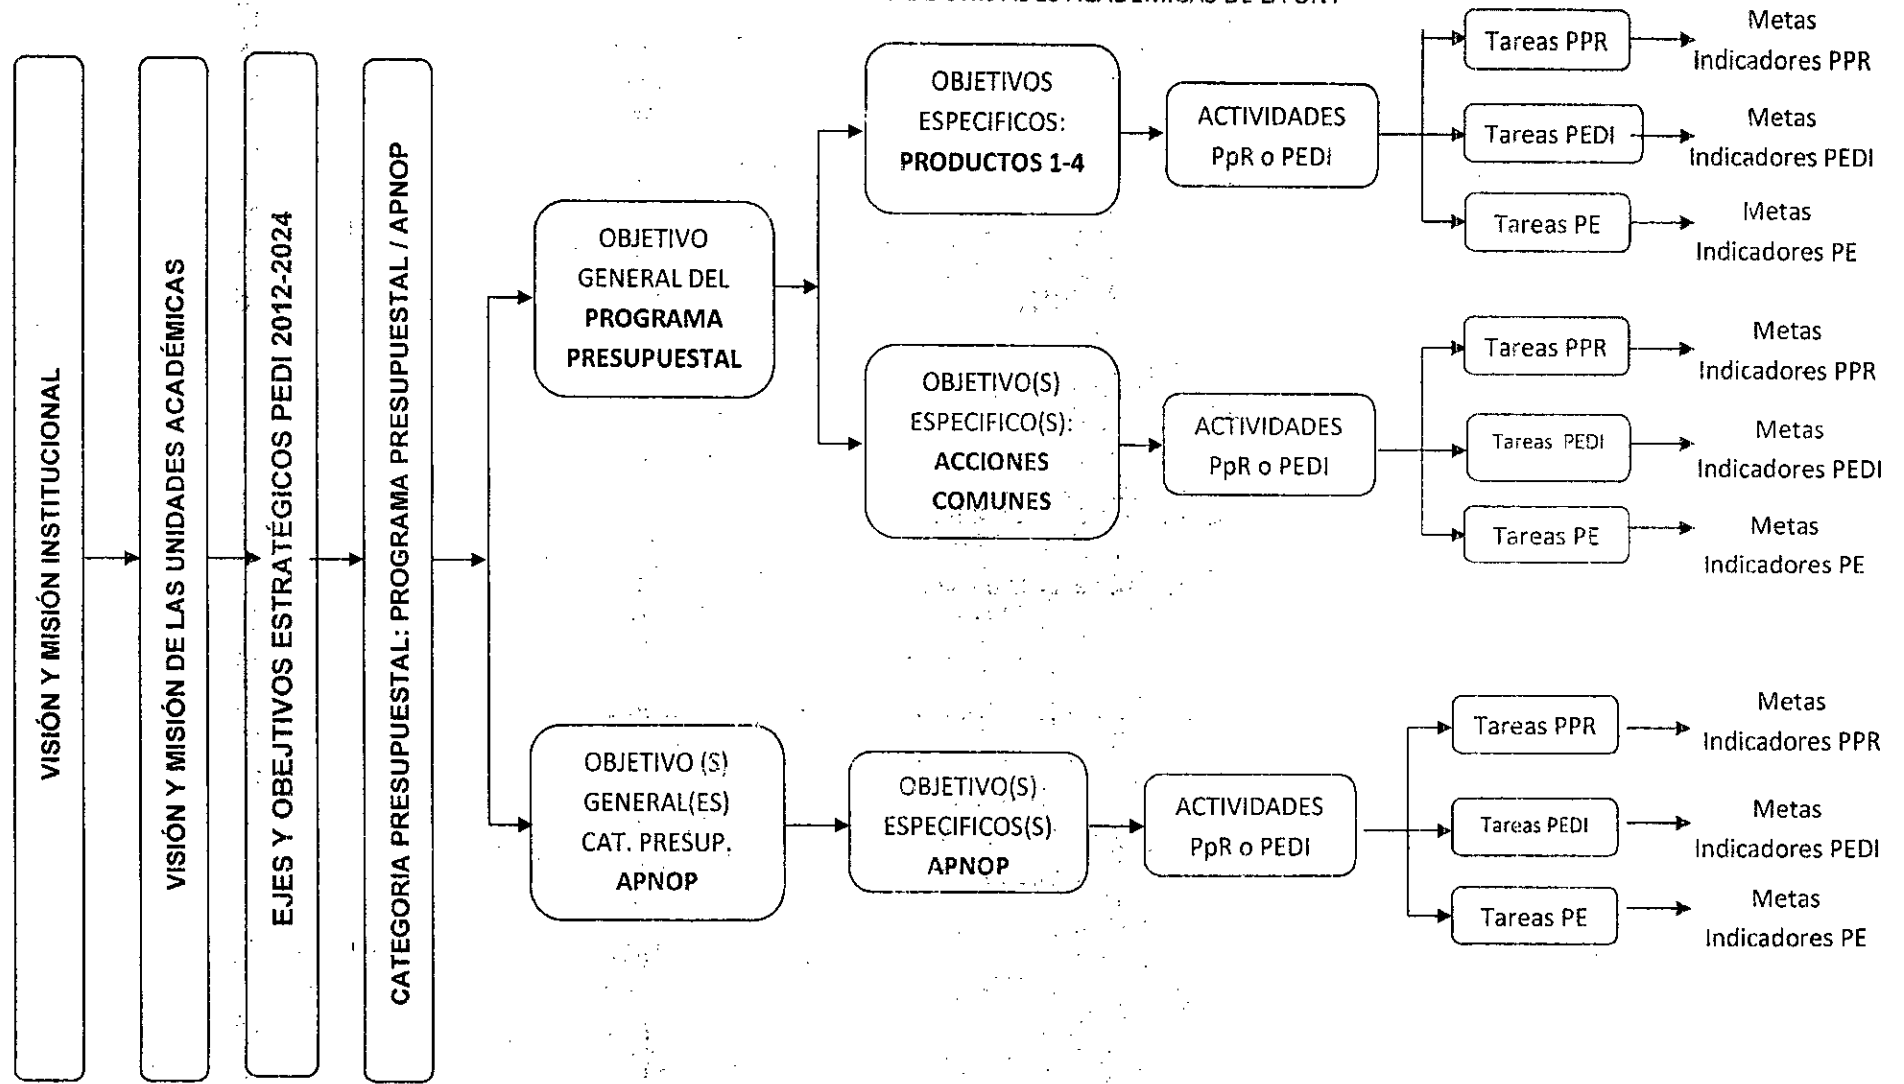 ACADEMICAS DE LA UNT
VISIÓN Y MISIÓN INSTITUCIONAL
VISIÓN Y MISIÓN DE LAS UNIDADES ACADÉMICAS
EJES Y OBEJTIVOS ESTRATÉGICOS PEDI 2012-2024
CATEGORIA PRESUPUESTAL: PROGRAMA PRESUPUESTAL / APNOP
OBJETIVO
GENERAL DEL
PROGRAMA
PRESUPUESTAL
OBJETIVOS
ESPECIFICOS:
PRODUCTOS 1-4
ACTIVIDADES
PpR o PEDI
Tareas PPR
Metas
Indicadores PPR
Tareas PEDI
Metas
Indicadores PEDI
Tareas PE
Metas
Indicadores PE
OBJETIVO(S)
ESPECIFICO(S):
ACCIONES
COMUNES
ACTIVIDADES
PpR o PEDI
Tareas PPR
Metas
Indicadores PPR
Tareas PEDI
Metas
Indicadores PEDI
Tareas PE
Metas
Indicadores PE
OBJETIVO (S)
GENERAL(ES)
CAT. PRESUP.
APNOP
OBJETIVO(S)
ESPECIFICOS(S)
APNOP
ACTIVIDADES
PpR o PEDI
Tareas PPR
Metas
Indicadores PPR
Tareas PEDI
Metas
Indicadores PEDI
Tareas PE
Metas
Indicadores PE